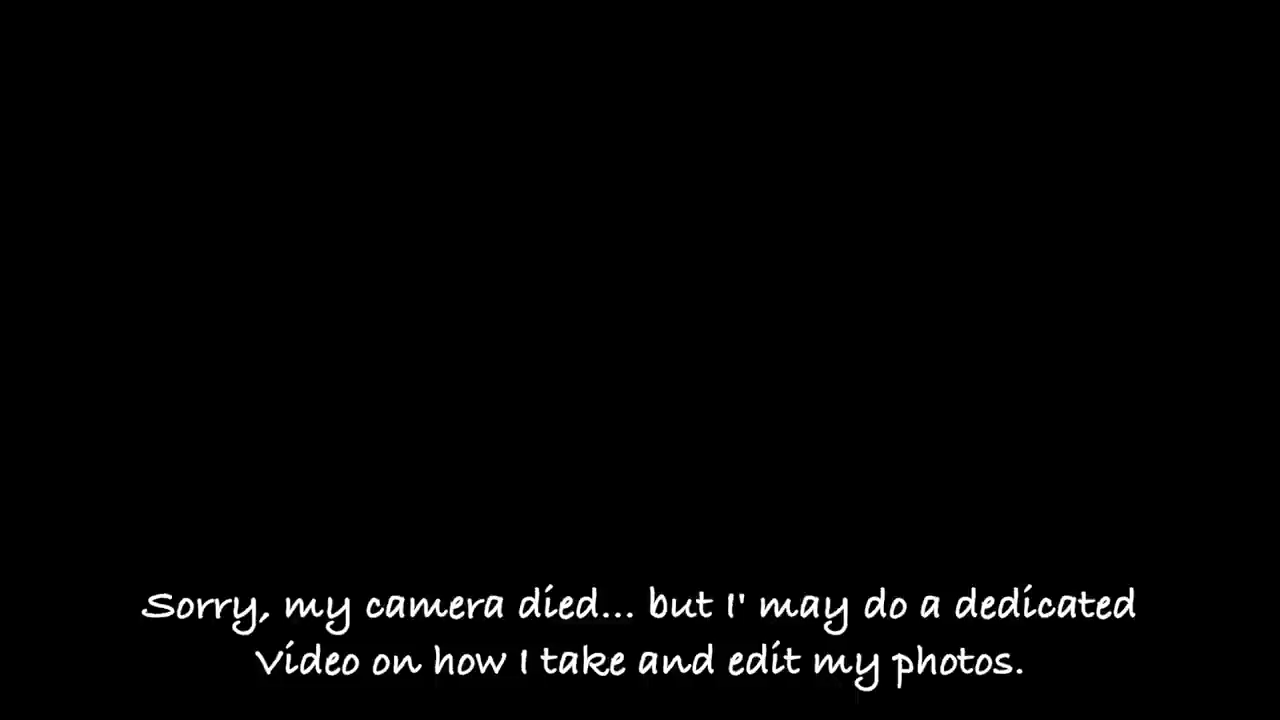 Sorry, my camera died... but I' may do a dedicated
Video on how I take and edit my photos.